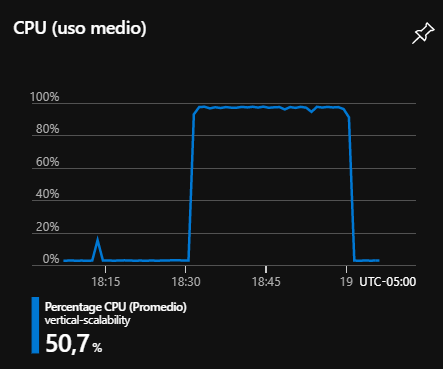 CPU (uso medio)
100%
80%
60%
40%
20%
0%
18:15 18:30 18:45 19 UTC-05:00
Percentage CPU (Promedio)
vertical-scalability
50,7 %